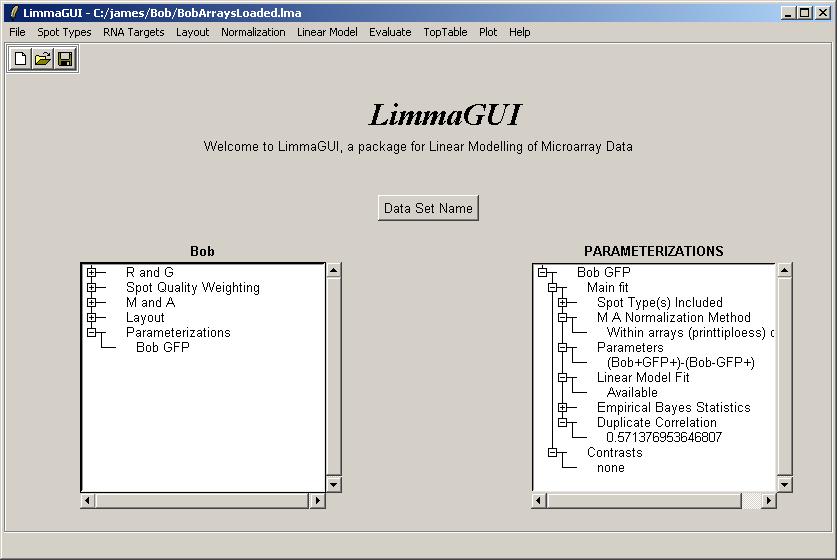 LimmaGUI - C:/james/Bob/BobArraysLoaded.lma
File Spot Types RNA Targets Layout Normalization Linear Model Evaluate TopTable Plot Help
LimmaGUI
Welcome to LimmaGUI, a package for Linear Modelling of Microarray Data
Data Set Name
Bob
R and G
Spot Quality Weighting
M and A
Layout
Parameterizations
Bob GFP
PARAMETERIZATIONS
Bob GFP
Main fit
Spot Type(s) Included
M A Normalization Method
Within arrays (printtiploess)
Parameters
(Bob+GFP+)-(Bob-GFP+)
Linear Model Fit
Available
Empirical Bayes Statistics
Duplicate Correlation
0.571376953646807
Contrasts
none